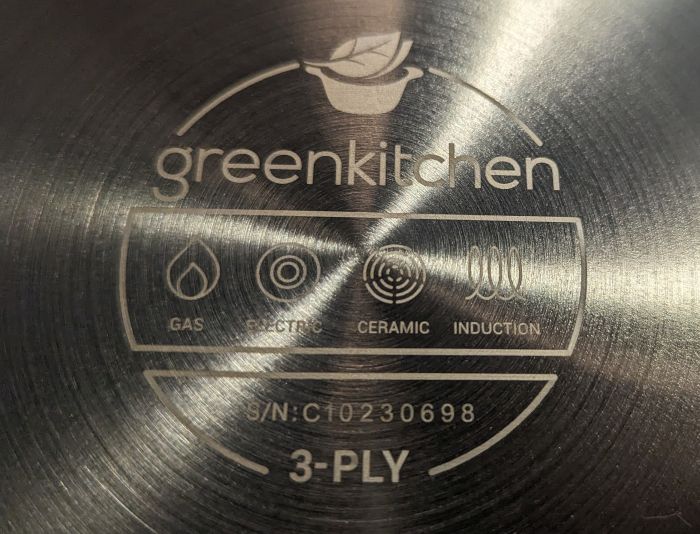 greenkitchen
GAS ELECTRIC CERAMIC INDUCTION
S/N:C10230698
3-PLY